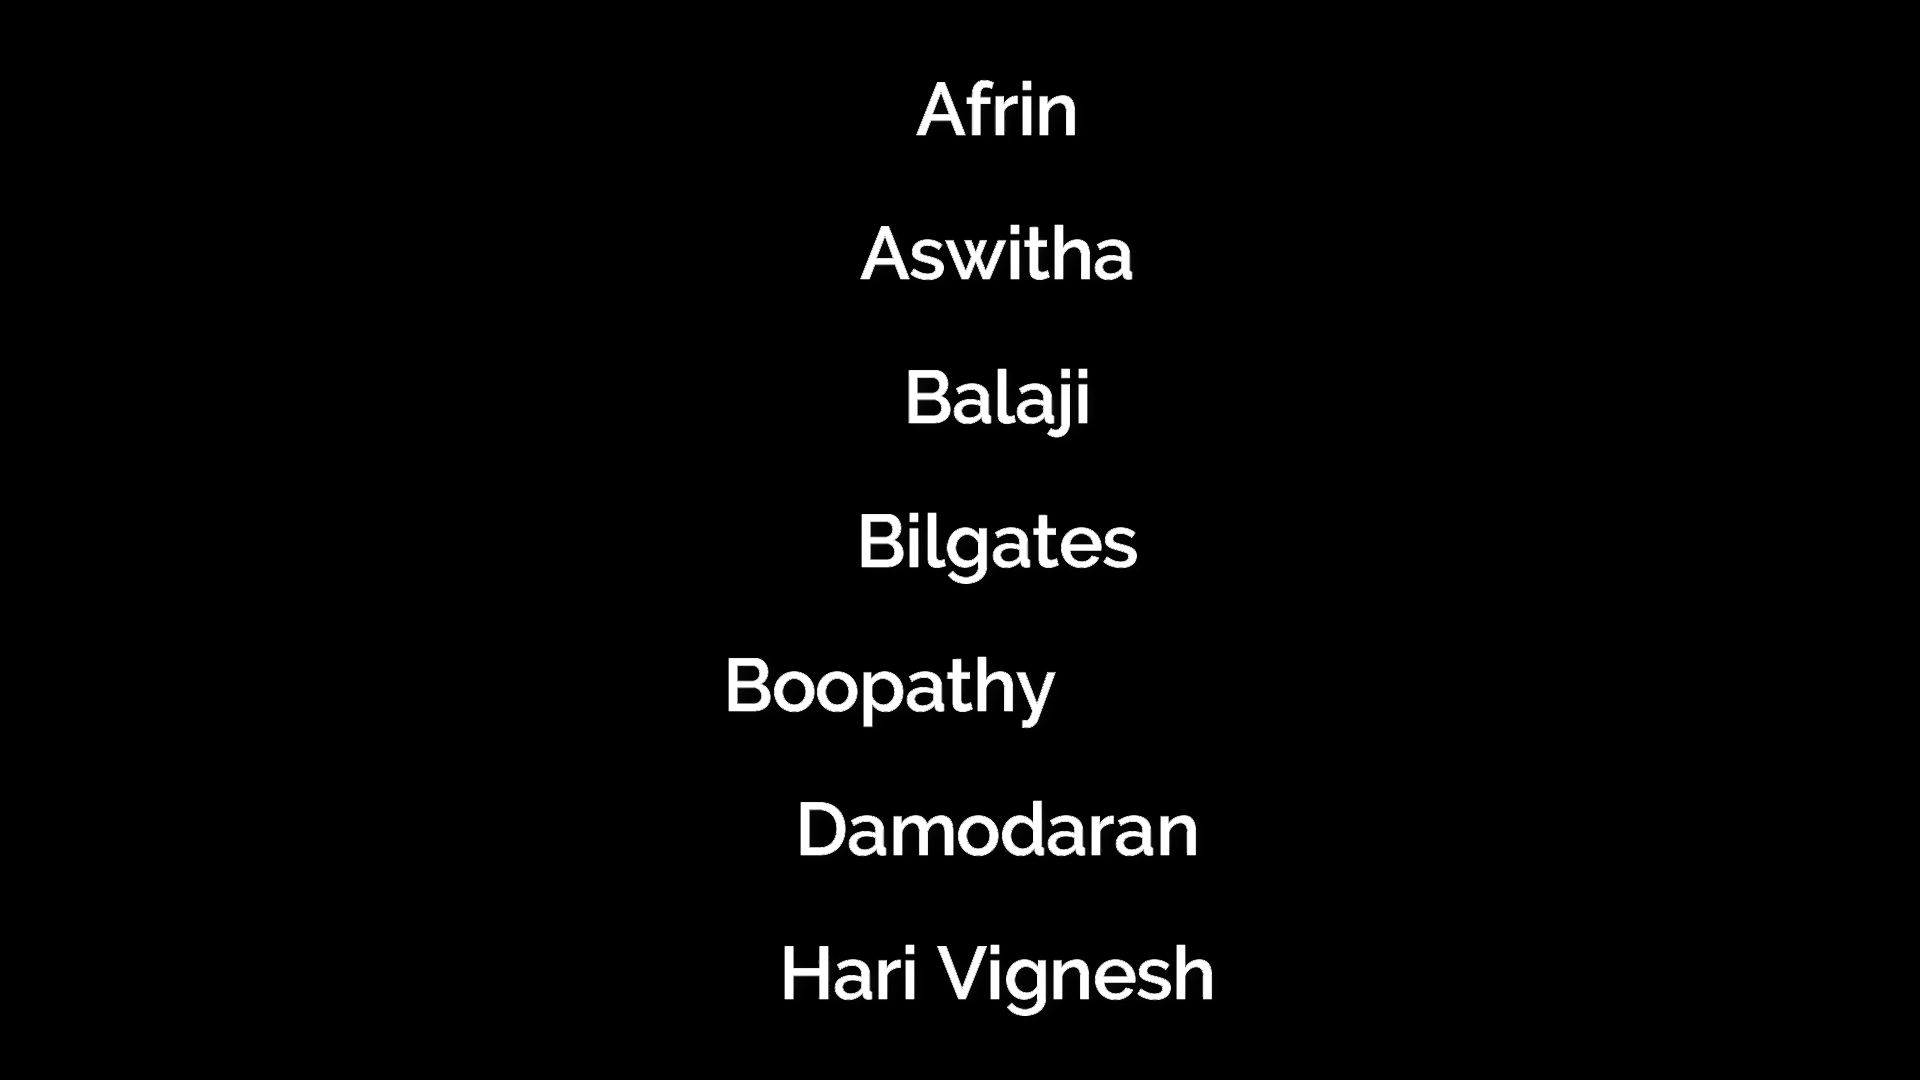 Afrin
Aswitha
Balaji
Bilgates
Boopathy
Damodaran
Hari Vignesh